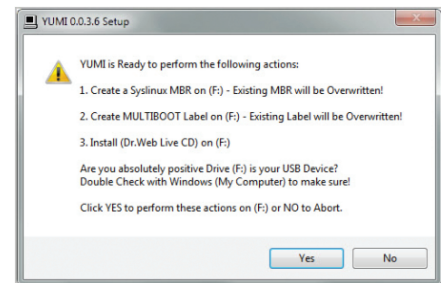 YUMI 0.0.3.6 Setup
YUMI is Ready to perform the following actions:
1. Create a Syslinux MBR on (F:) - Existing MBR will be Overwritten!
2. Create MULTIBOOT Label on (F:) - Existing Label will be Overwritten!
3. Install (Dr.Web Live CD) on (F:)
Are you absolutely positive Drive (F:) is your USB Device?
Double Check with Windows (My Computer) to make sure!
Click YES to perform these actions on (F:) or NO to Abort.
Yes No